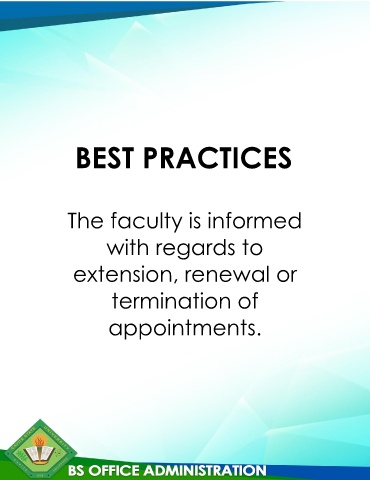 BEST PRACTICES
The faculty is informed
with regards to
extension, renewal or
termination of
appointments.
BS OFFICE ADMINISTRATION